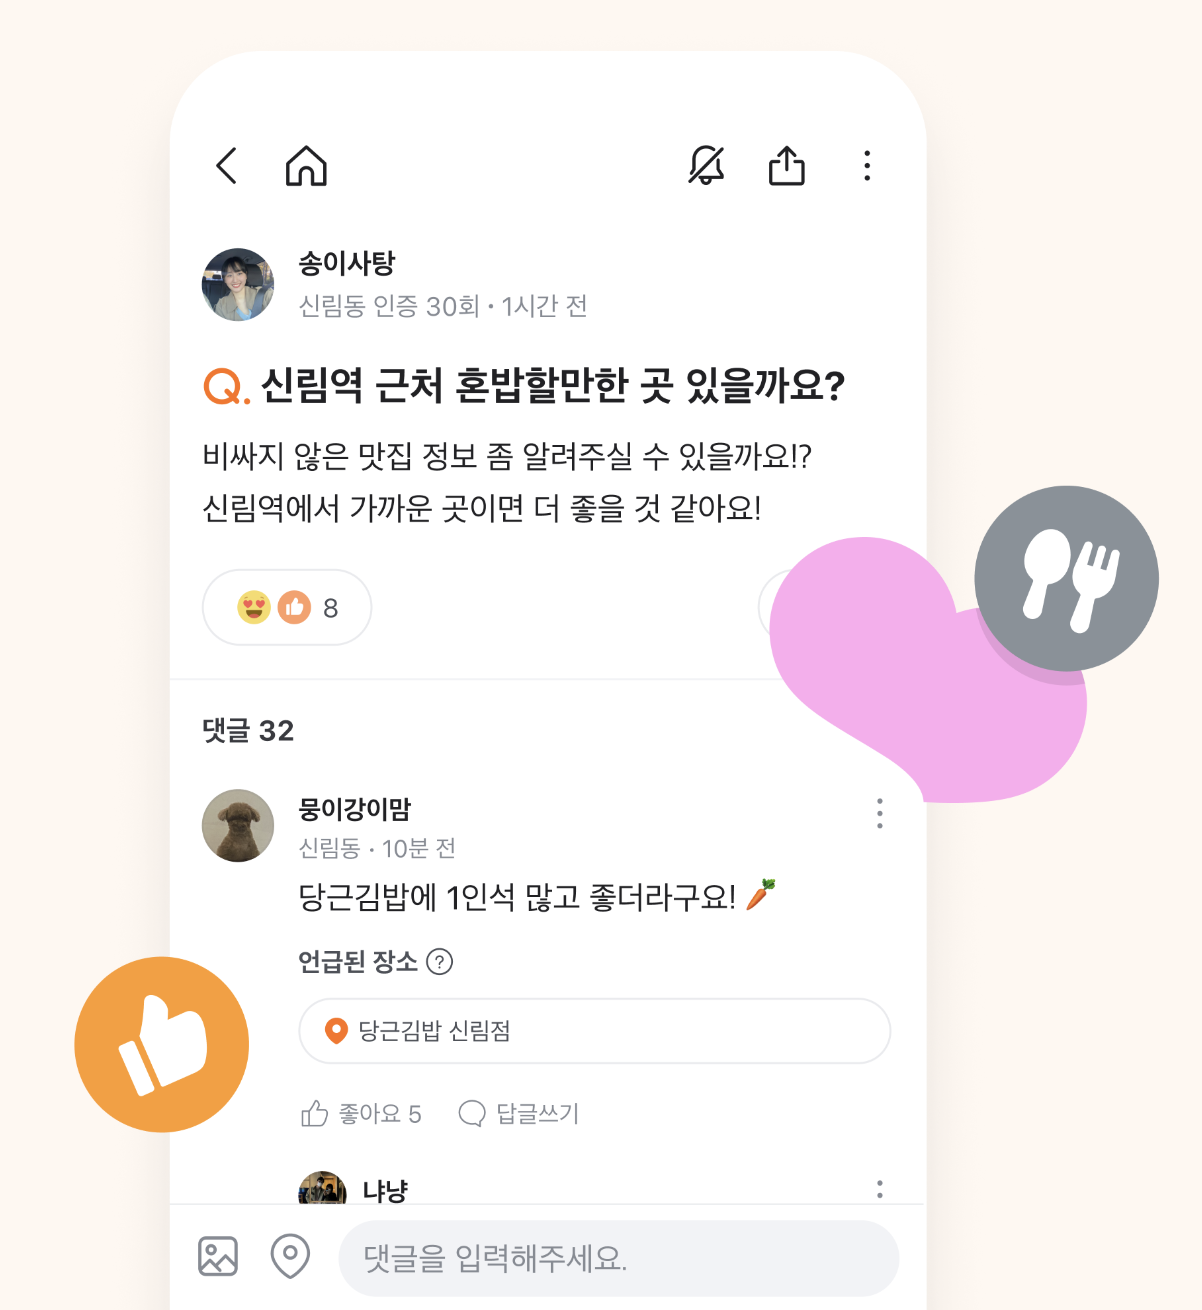 송이사탕
신림동 인증 30회 • 1시간 전
Q. 신림역 근처 혼밥할만한 곳 있을까요?
비싸지 않은 맛집 정보 좀 알려주실 수 있을까요!?
신림역에서 가까운 곳이면 더 좋을 것 같아요!
8
댓글 32
뭉이강이맘
신림동 • 10분 전
당근김밥에 1인석 많고 좋더라구요! 🥕
언급된 장소 ?
당근김밥 신림점
좋아요 5 답글쓰기
냐냥
댓글을 입력해주세요.